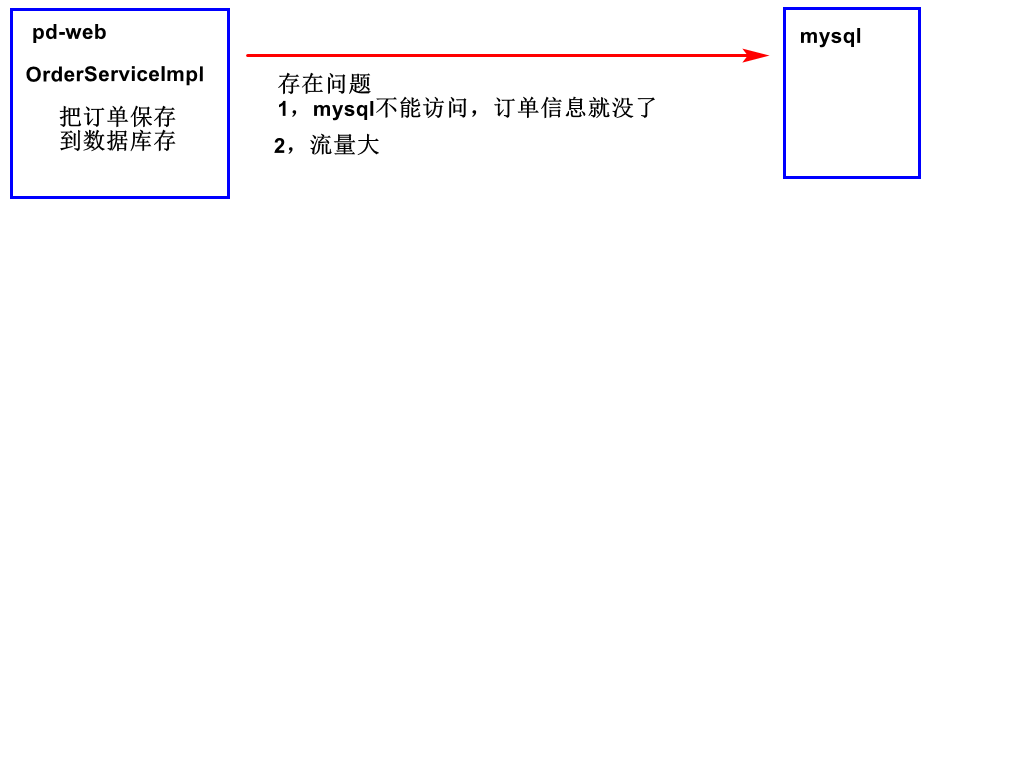 pd-web
OrderServiceImpl
把订单保存
到数据库存
存在问题
1，mysql不能访问，订单信息就没了
2，流量大
mysql